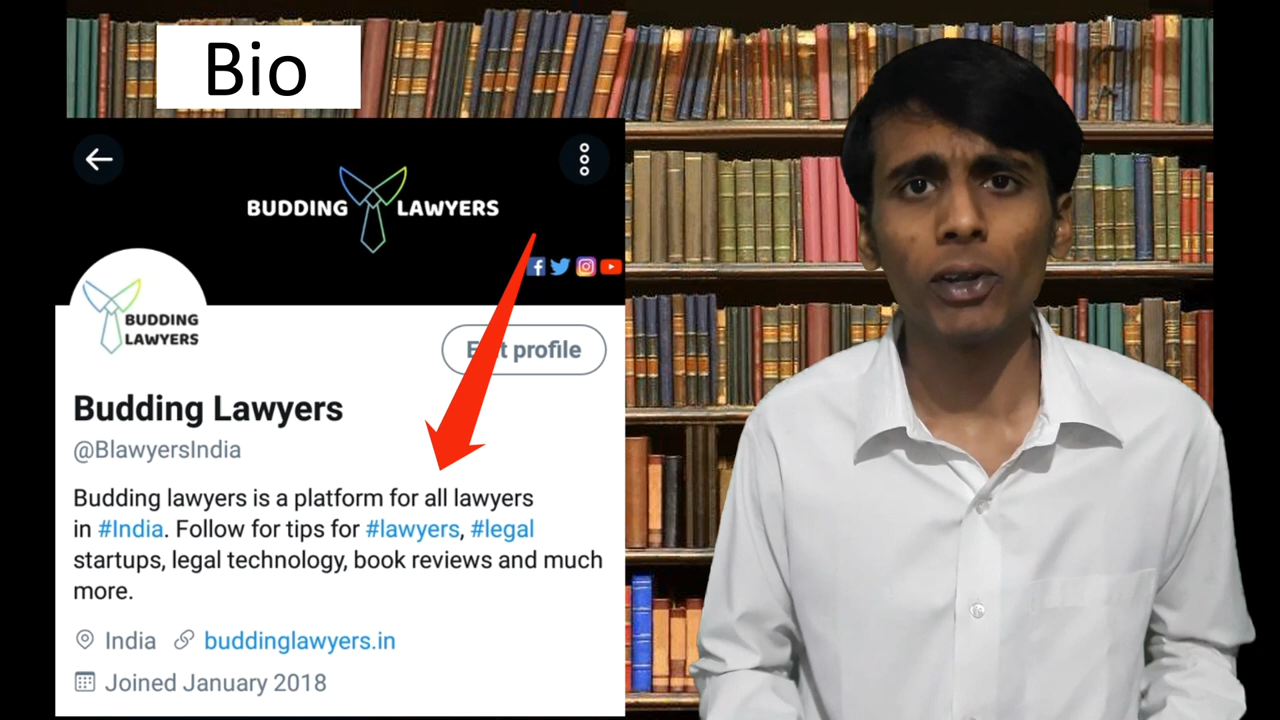 Bio
BUDDING LAWYERS
BUDDING
LAWYERS
Edit profile
Budding Lawyers
@BlawyersIndia
Budding lawyers is a platform for all lawyers
in #India. Follow for tips for #lawyers, #legal
startups, legal technology, book reviews and much
more.
India buddinglawyers.in
Joined January 2018